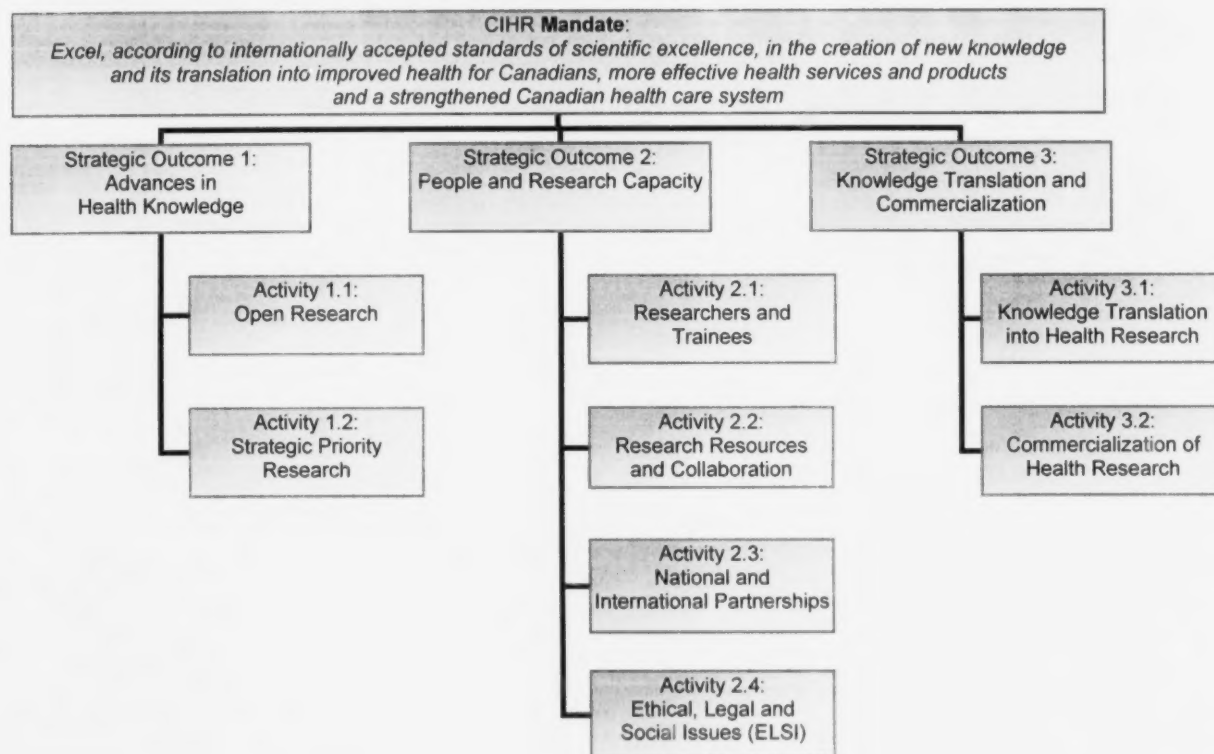 CIHR Mandate:
Excel, according to internationally accepted standards of scientific excellence, in the creation of new knowledge
and its translation into improved health for Canadians, more effective health services and products
and a strengthened Canadian health care system
Strategic Outcome 1:
Advances in
Health Knowledge
Strategic Outcome 2:
People and Research Capacity
Strategic Outcome 3:
Knowledge Translation and
Commercialization
Activity 1.1:
Open Research
Activity 1.2:
Strategic Priority
Research
Activity 2.1:
Researchers and
Trainees
Activity 2.2:
Research Resources
and Collaboration
Activity 2.3:
National and
International Partnerships
Activity 2.4:
Ethical, Legal and
Social Issues (ELSI)
Activity 3.1:
Knowledge Translation
into Health Research
Activity 3.2:
Commercialization of
Health Research